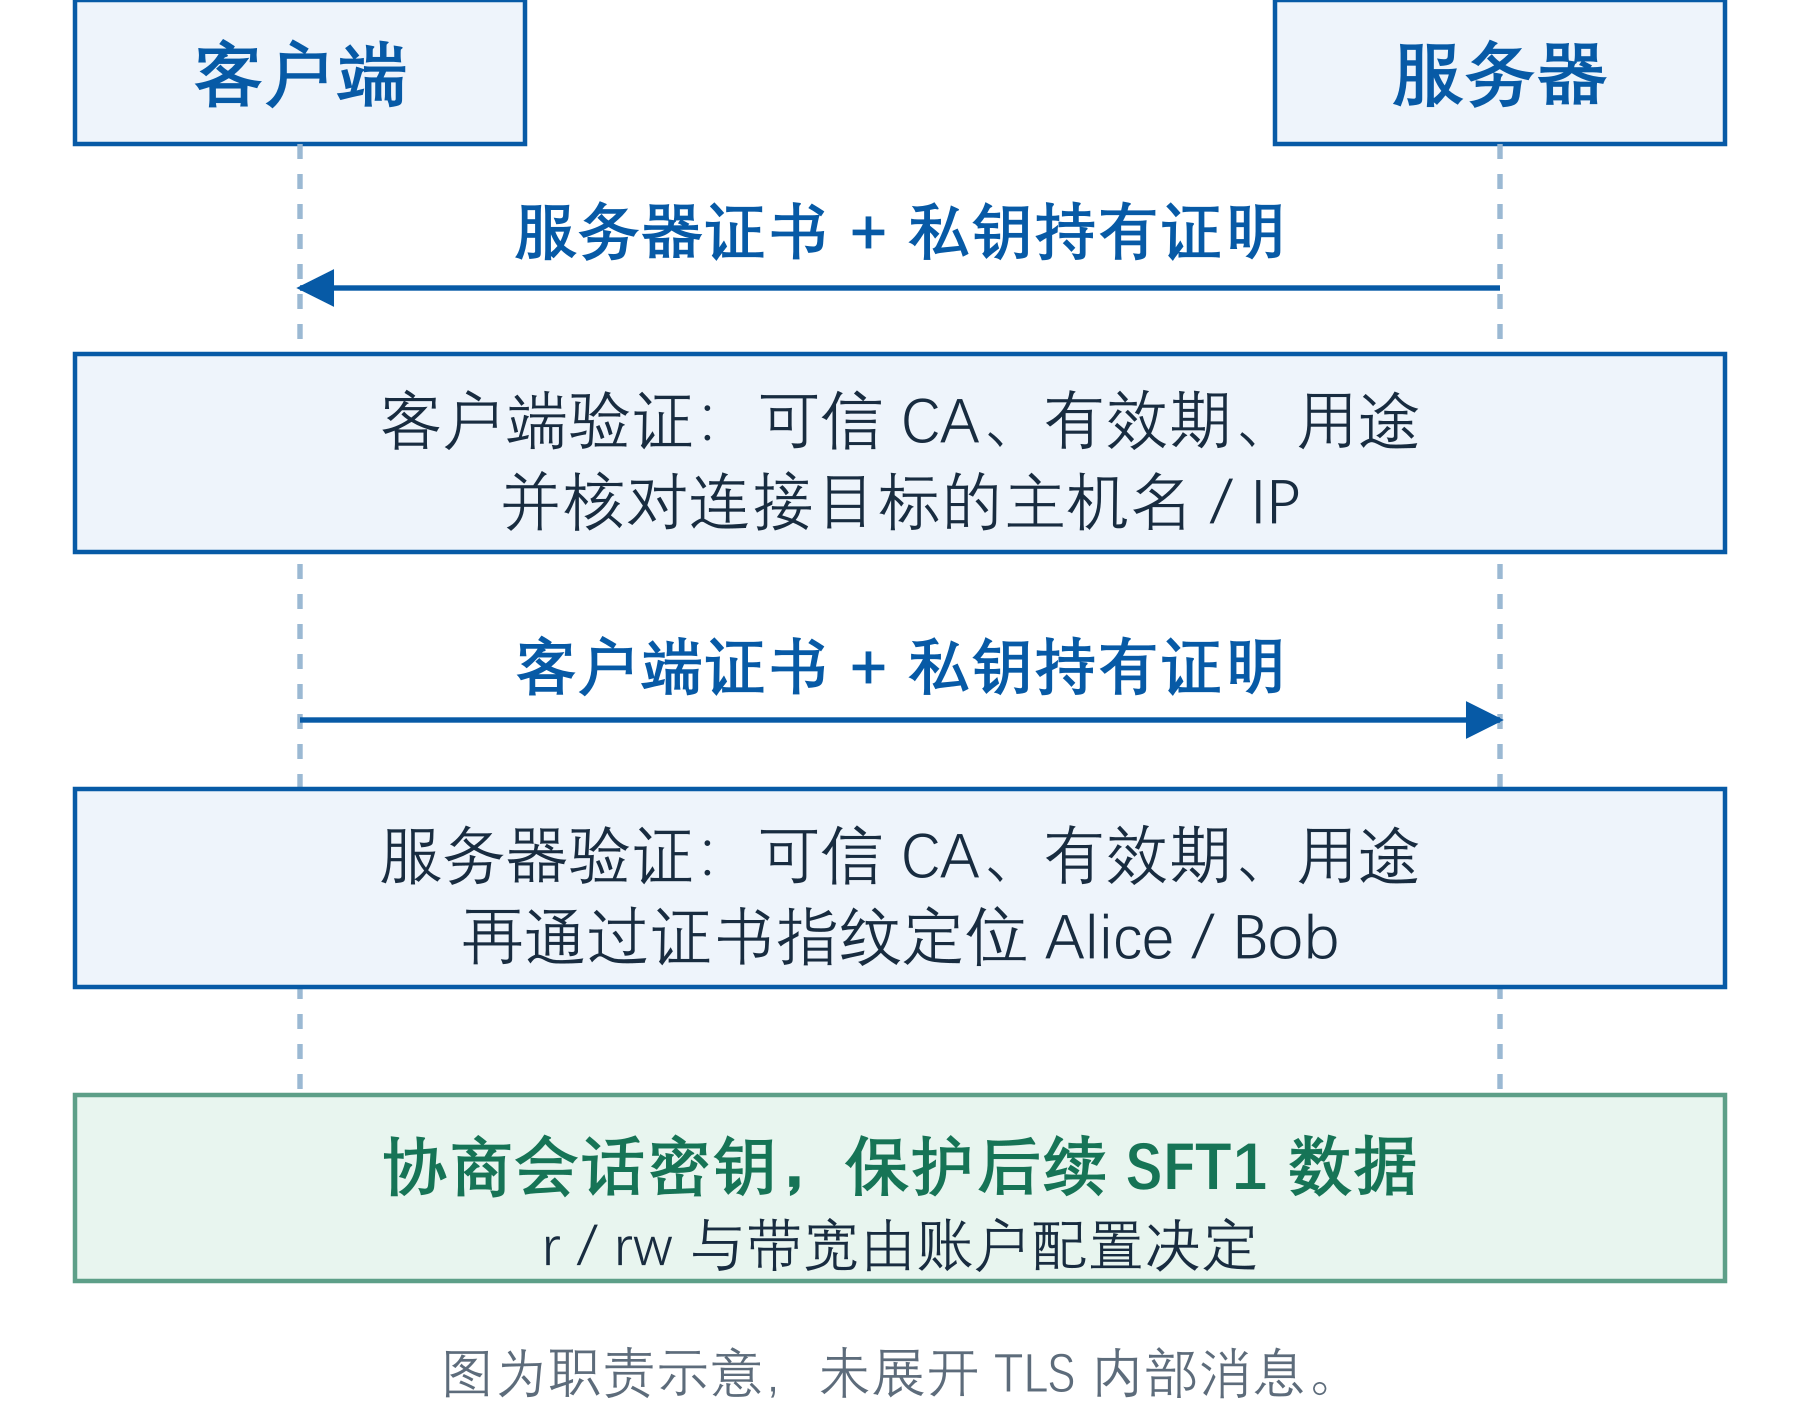 客户端
服务器
服务器证书 + 私钥持有证明
客户端验证：可信 CA、有效期、用途
并核对连接目标的主机名 / IP
客户端证书 + 私钥持有证明
服务器验证：可信 CA、有效期、用途
再通过证书指纹定位 Alice / Bob
协商会话密钥，保护后续 SFT1 数据
r / rw 与带宽由账户配置决定
图为职责示意，未展开 TLS 内部消息。